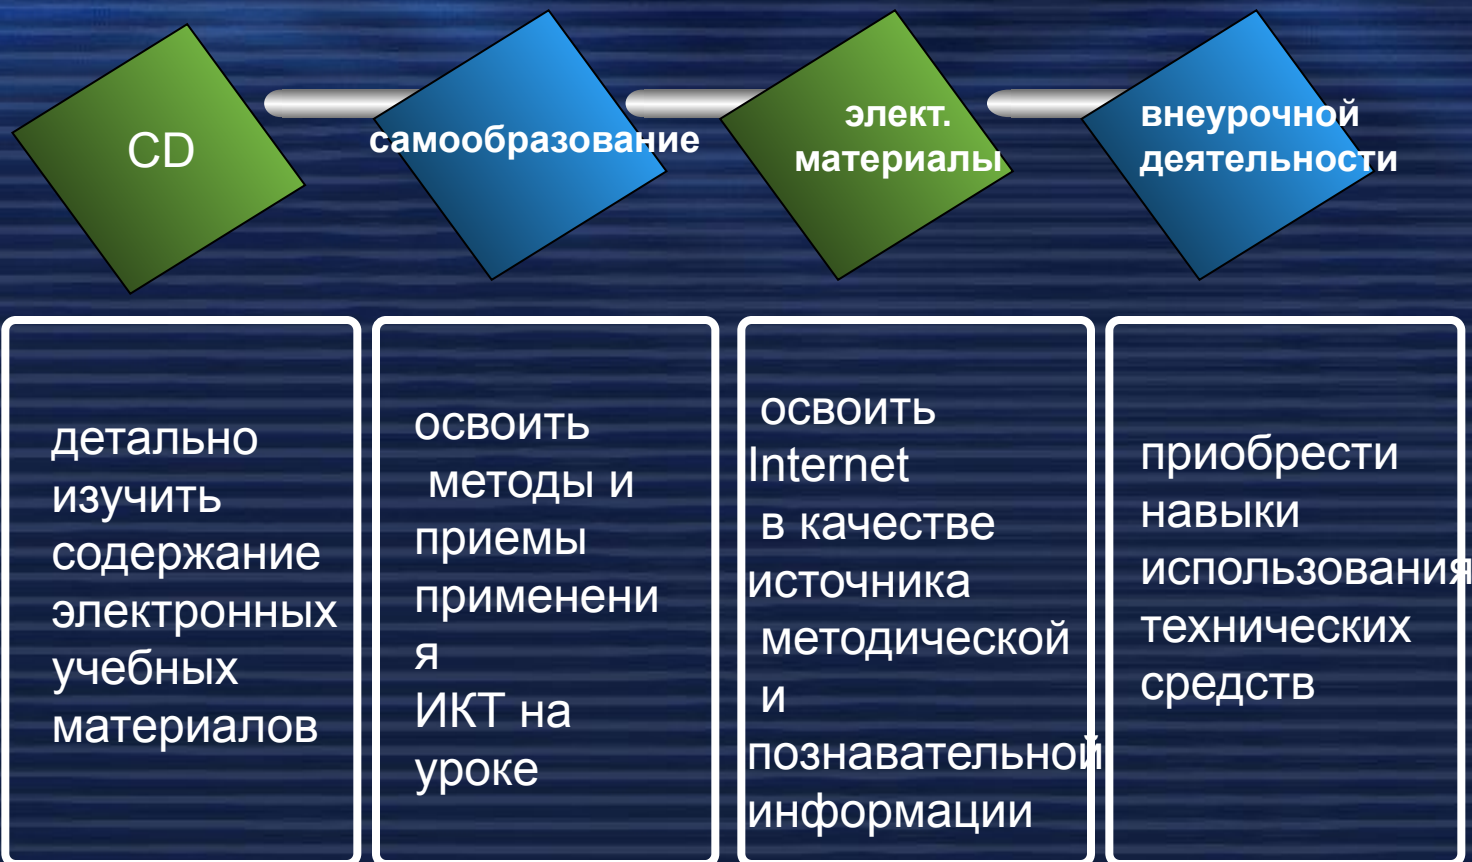 CD
самообразование
элект.
материалы
внеурочной
деятельности
детально
изучить
содержание
электронных
учебных
материалов
освоить
методы и
приемы
применени
я
ИКТ на
уроке
освоить
Internet
в качестве
источника
методической
и
познавательной
информации
приобрести
навыки
использования
технических
средств